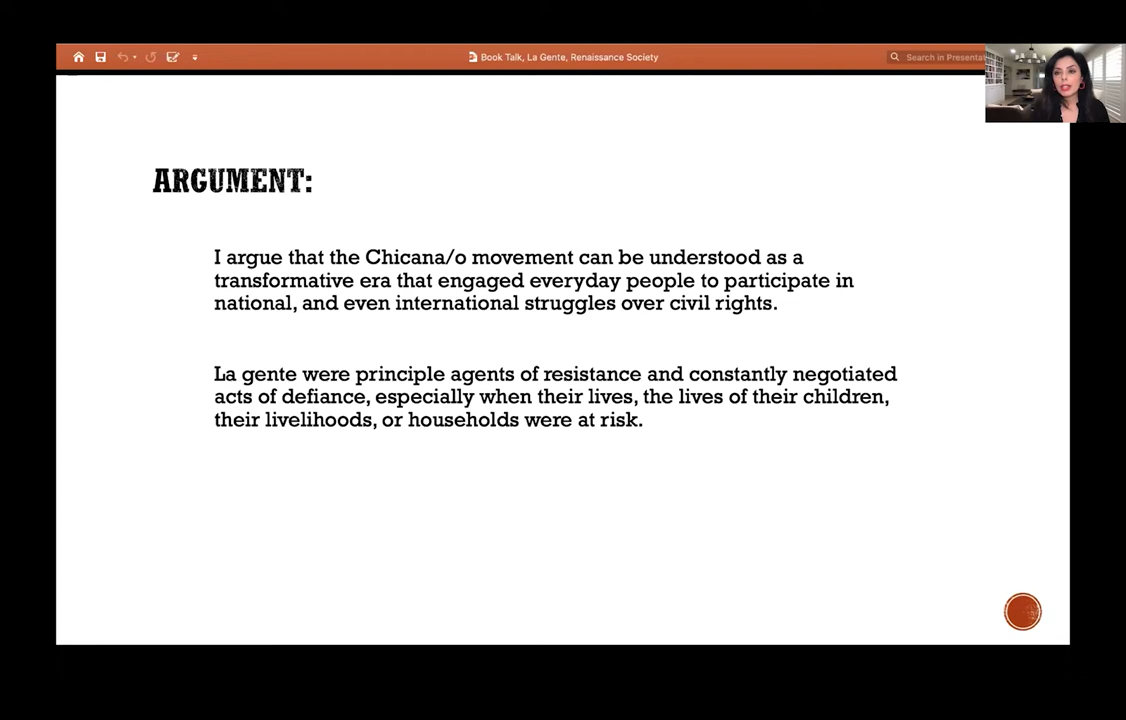 Book Talk, La Gente, Renaissance Society
Search in Presentat
ARGUMENT:
I argue that the Chicana/o movement can be understood as a
transformative era that engaged everyday people to participate in
national, and even international struggles over civil rights.
La gente were principle agents of resistance and constantly negotiated
acts of defiance, especially when their lives, the lives of their children,
their livelihoods, or households were at risk.